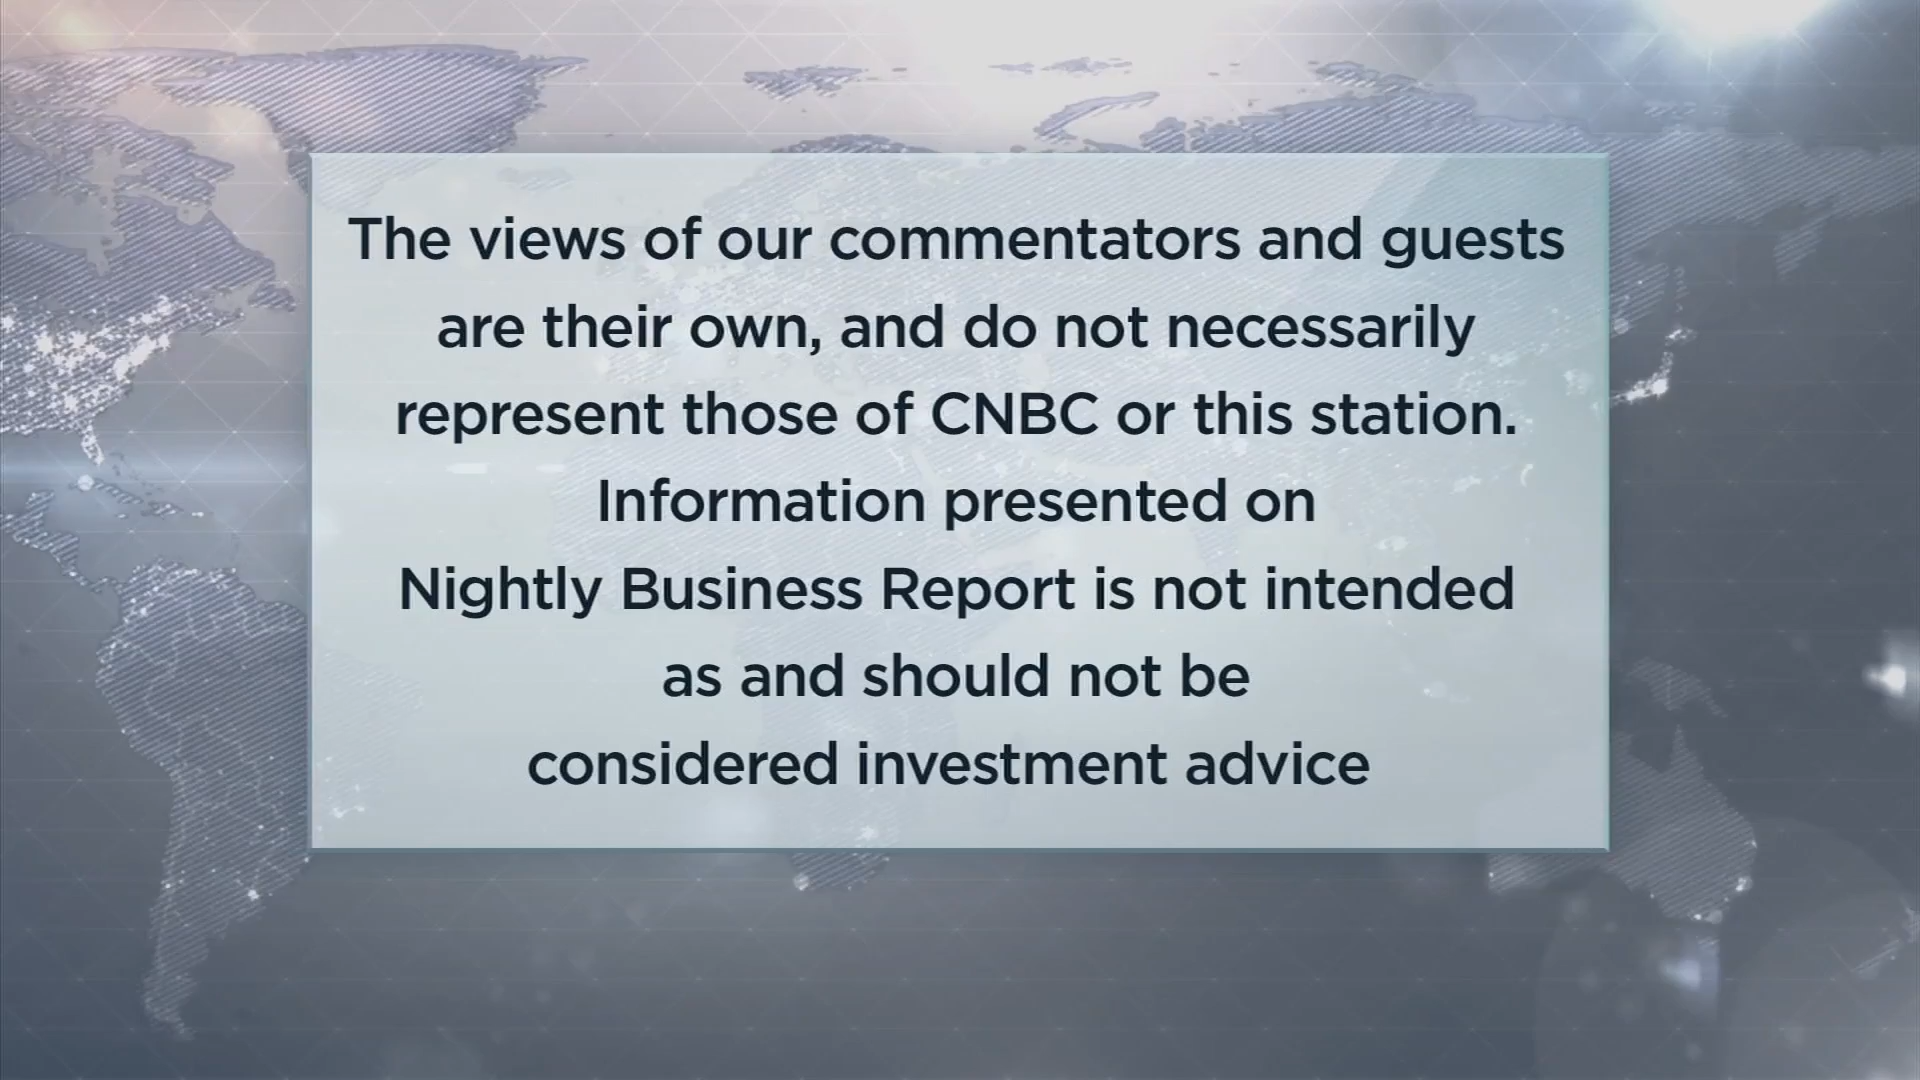 The views of our commentators and guests
are their own, and do not necessarily
represent those of CNBC or this station.
Information presented on
Nightly Business Report is not intended
as and should not be
considered investment advice